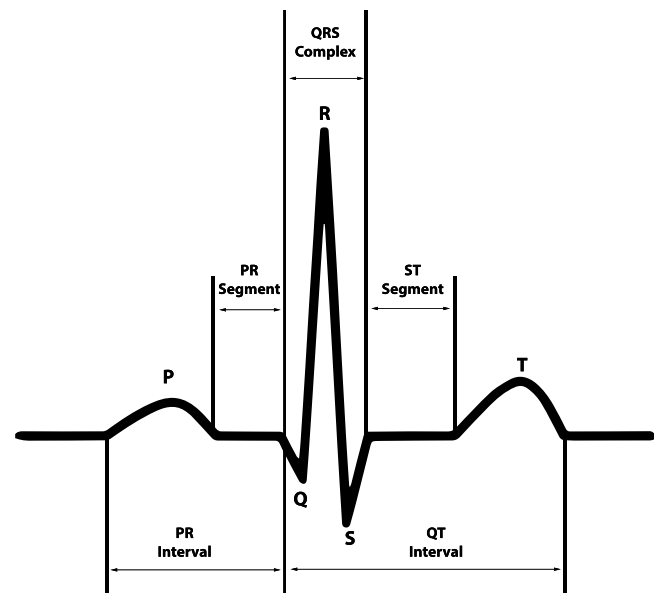 QRS
Complex
R
PR
Segment
ST
Segment
P
T
Q
S
PR
Interval
QT
Interval